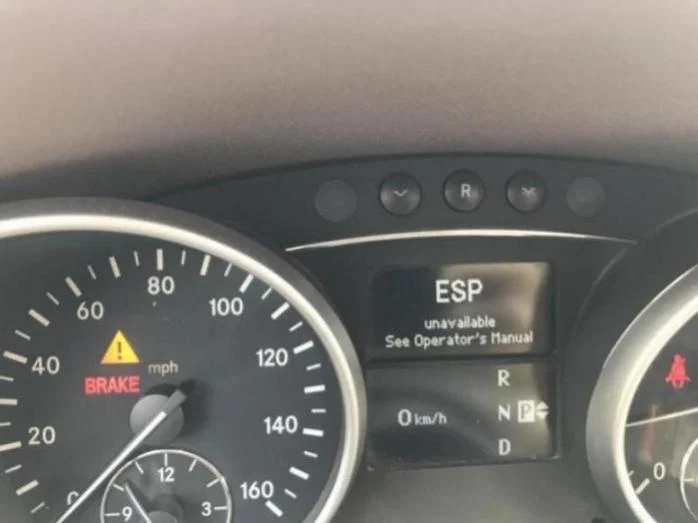 R
ESP
unavailable
See Operator's Manual
80
60
100
40
120
mph
BRAKE
R
0 km/h
N P
D
20
140
160
0
12
9
3
0